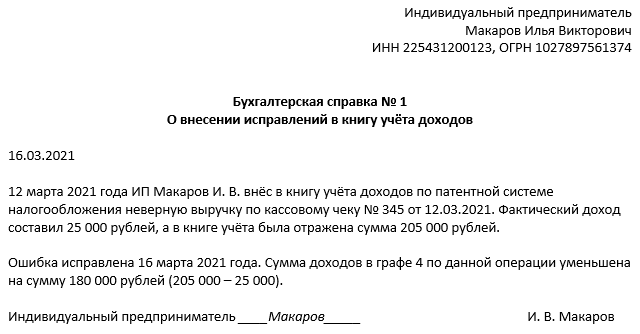 Индивидуальный предприниматель
Макаров Илья Викторович
ИНН 225431200123, ОГРН 1027897561374
Бухгалтерская справка № 1
О внесении исправлений в книгу учёта доходов
16.03.2021
12 марта 2021 года ИП Макаров И. В. внёс в книгу учёта доходов по патентной системе
налогообложения неверную выручку по кассовому чеку № 345 от 12.03.2021. Фактический доход
составил 25 000 рублей, а в книге учёта была отражена сумма 205 000 рублей.
Ошибка исправлена 16 марта 2021 года. Сумма доходов в графе 4 по данной операции уменьшена
на сумму 180 000 рублей (205 000 – 25 000).
Индивидуальный предприниматель ____Макаров_____ И. В. Макаров